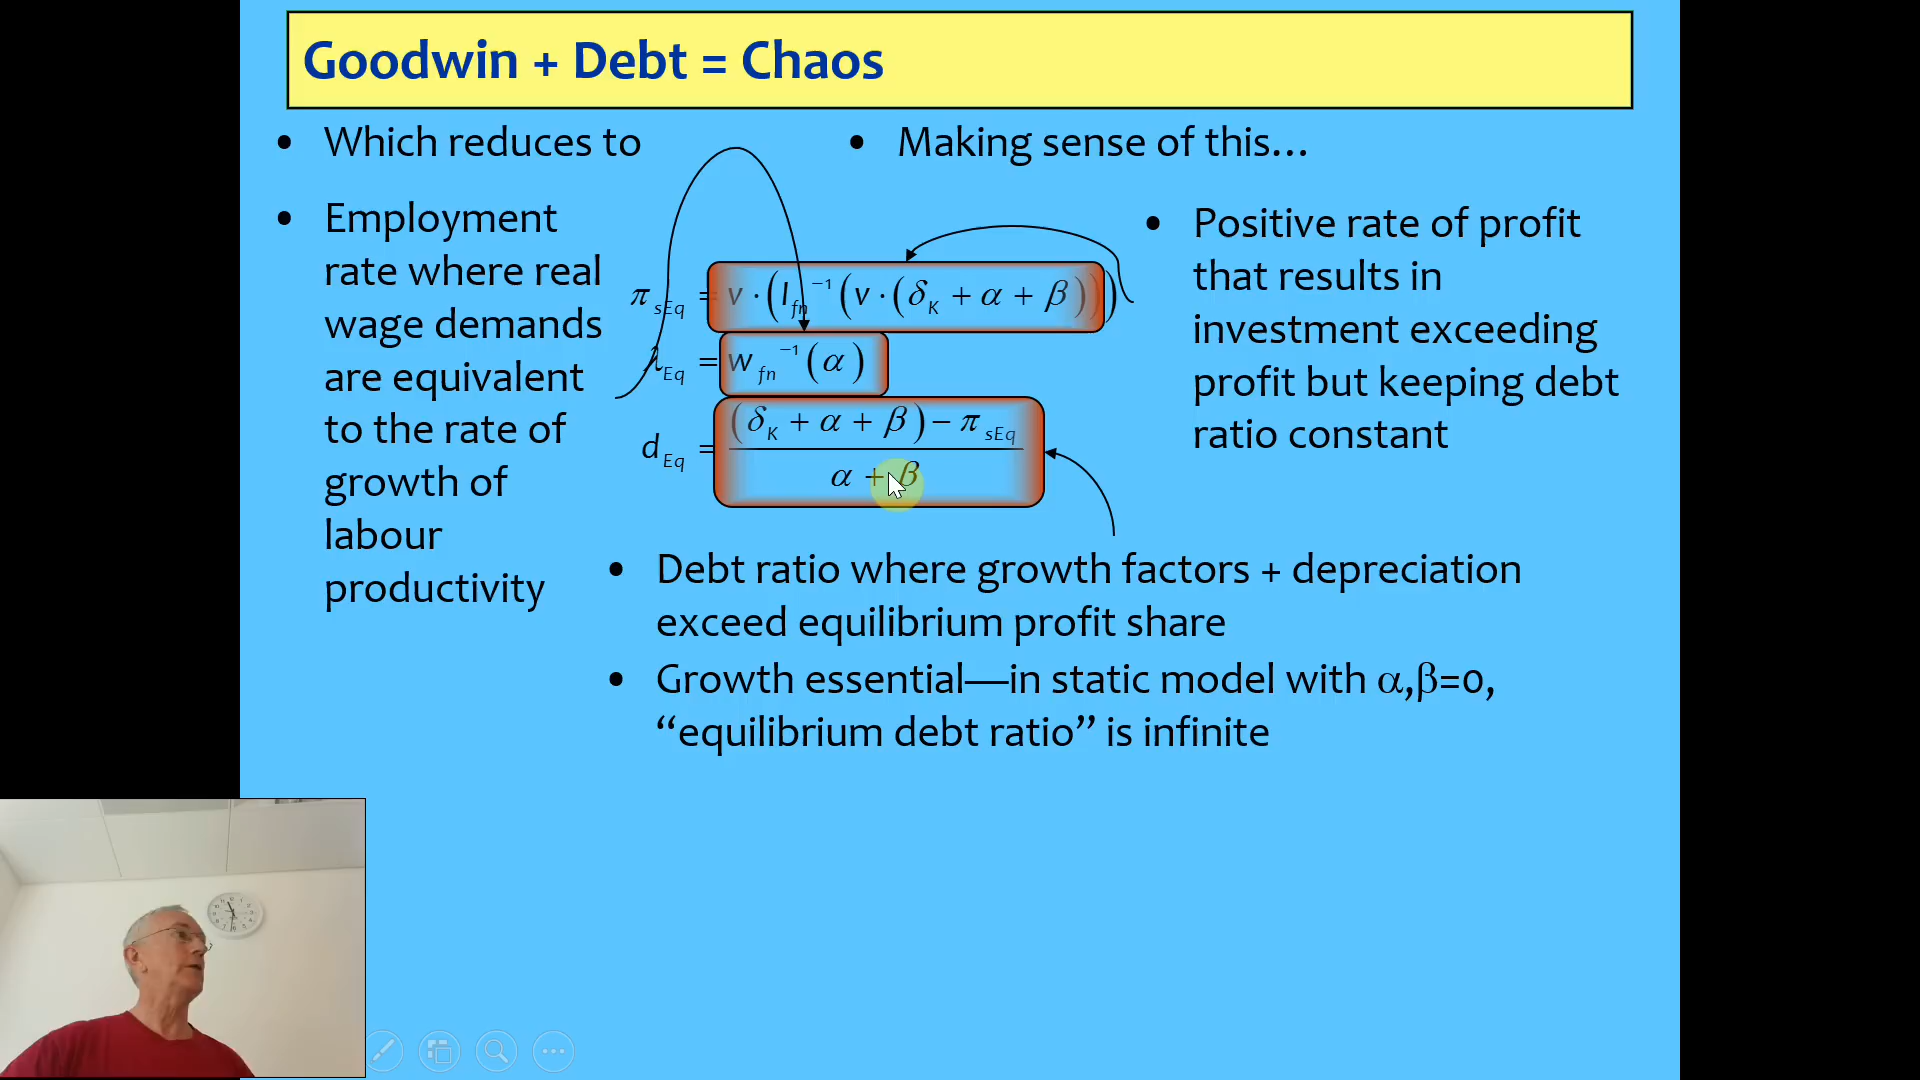 Goodwin + Debt = Chaos
• Which reduces to
• Making sense of this…
• Employment
rate where real
wage demands
are equivalent
to the rate of
growth of
labour
productivity
π sEq = v · ( I fn ⁻¹ ( v · ( δ K + α + β ) ) )
λ Eq = w fn ⁻¹ ( α )
d Eq = ( δ K + α + β ) − π sEq
α + β
• Positive rate of profit
that results in
investment exceeding
profit but keeping debt
ratio constant
• Debt ratio where growth factors + depreciation
exceed equilibrium profit share
• Growth essential—in static model with α,β=0,
“equilibrium debt ratio” is infinite